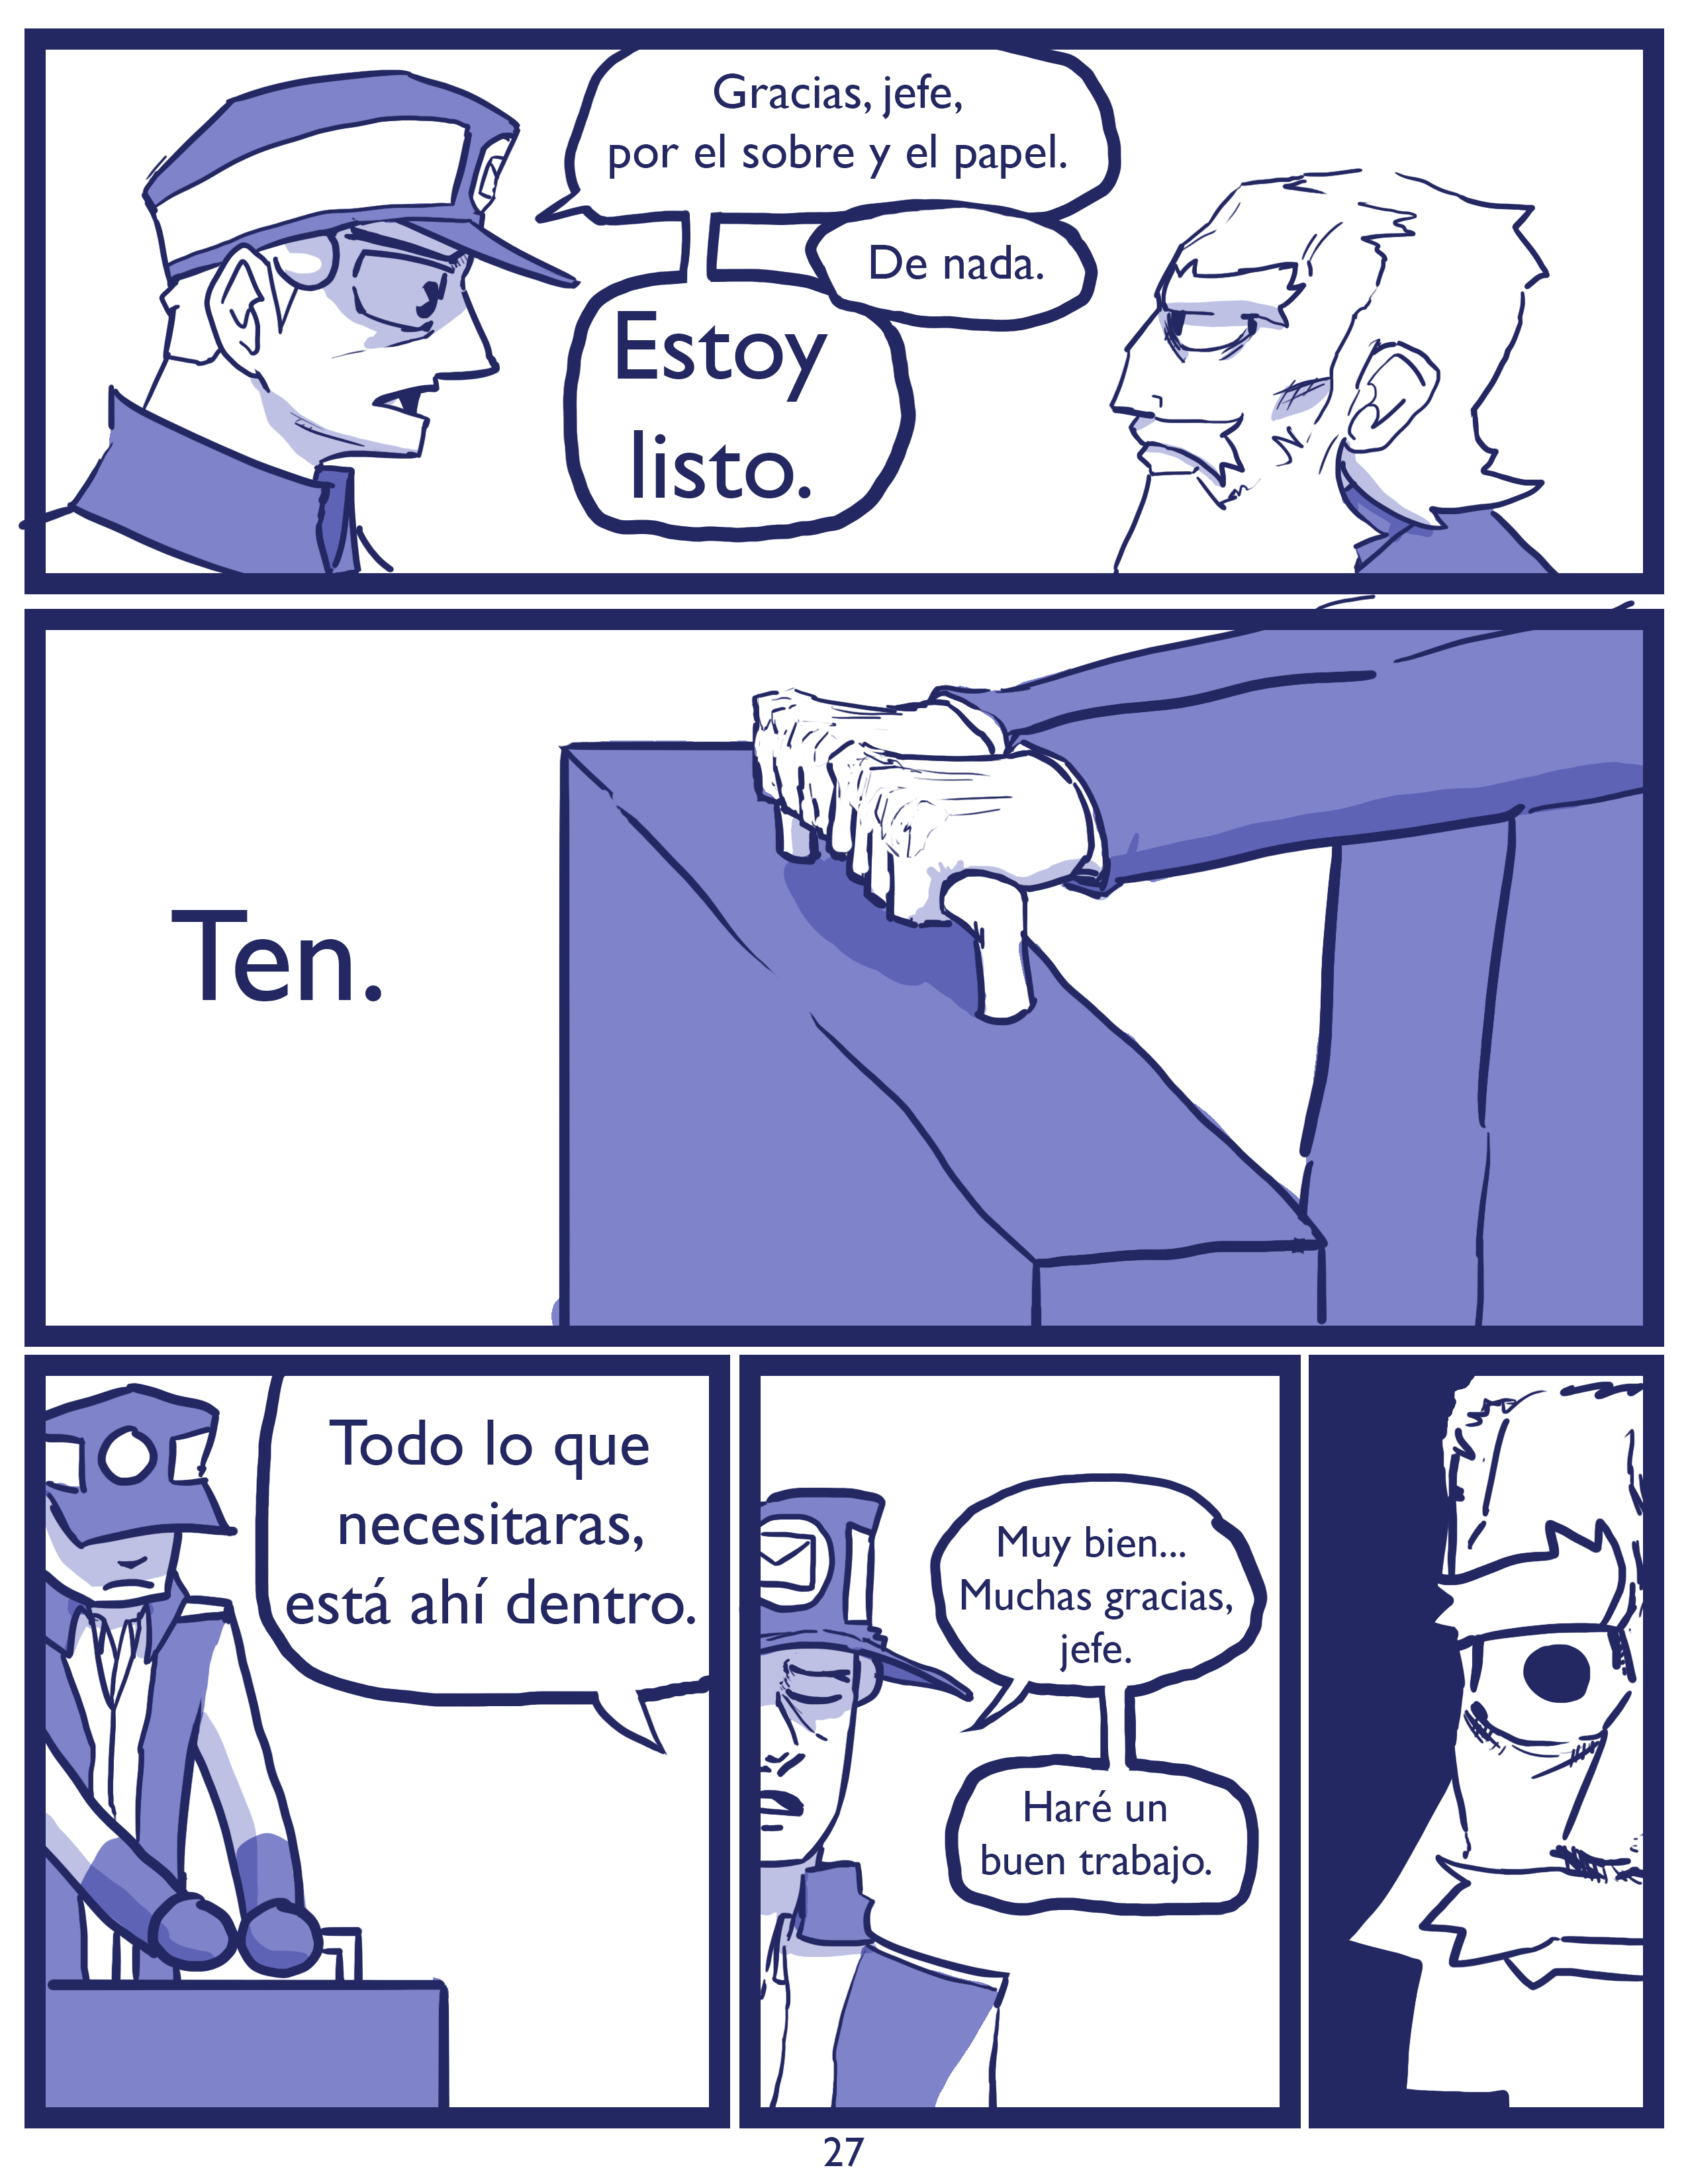 Gracias, jefe,
por el sobre y el papel.
De nada.
Estoy
listo.
Ten.
Todo lo que
necesitaras,
está ahí dentro.
Muy bien...
Muchas gracias,
jefe.
Haré un
buen trabajo.
27